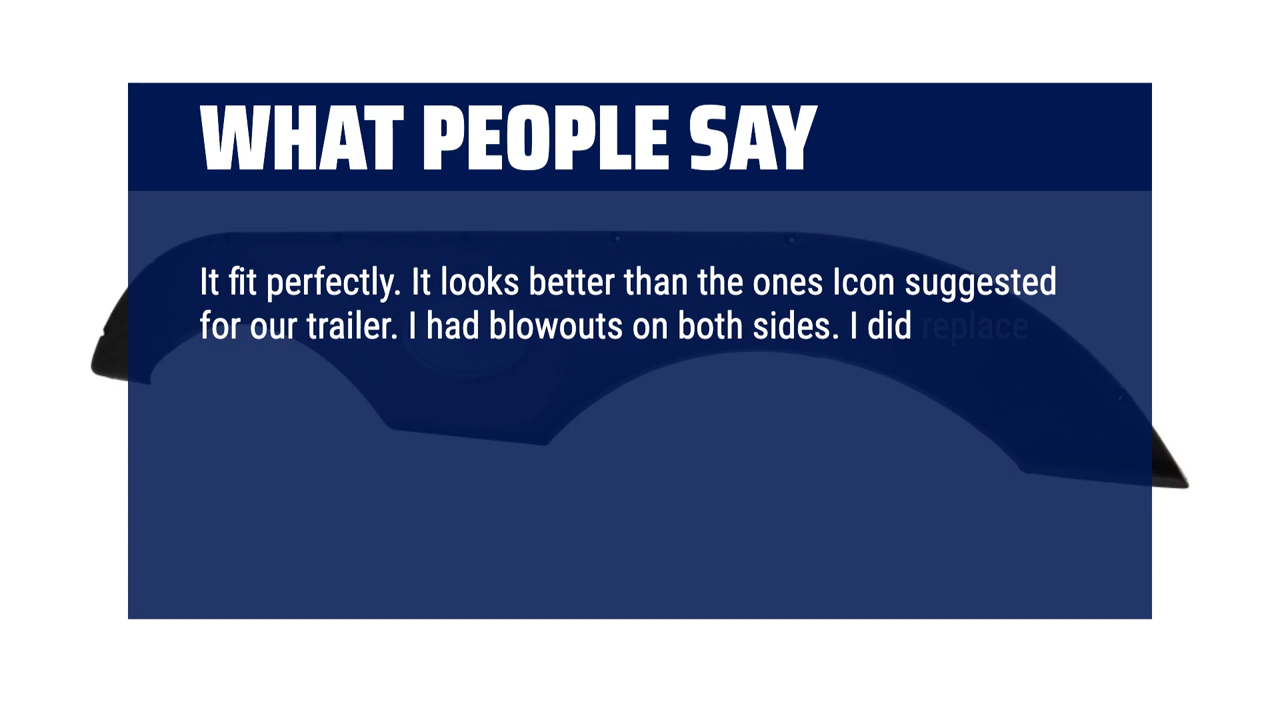 WHAT PEOPLE SAY
It fit perfectly. It looks better than the ones Icon suggested
for our trailer. I had blowouts on both sides. I did replace